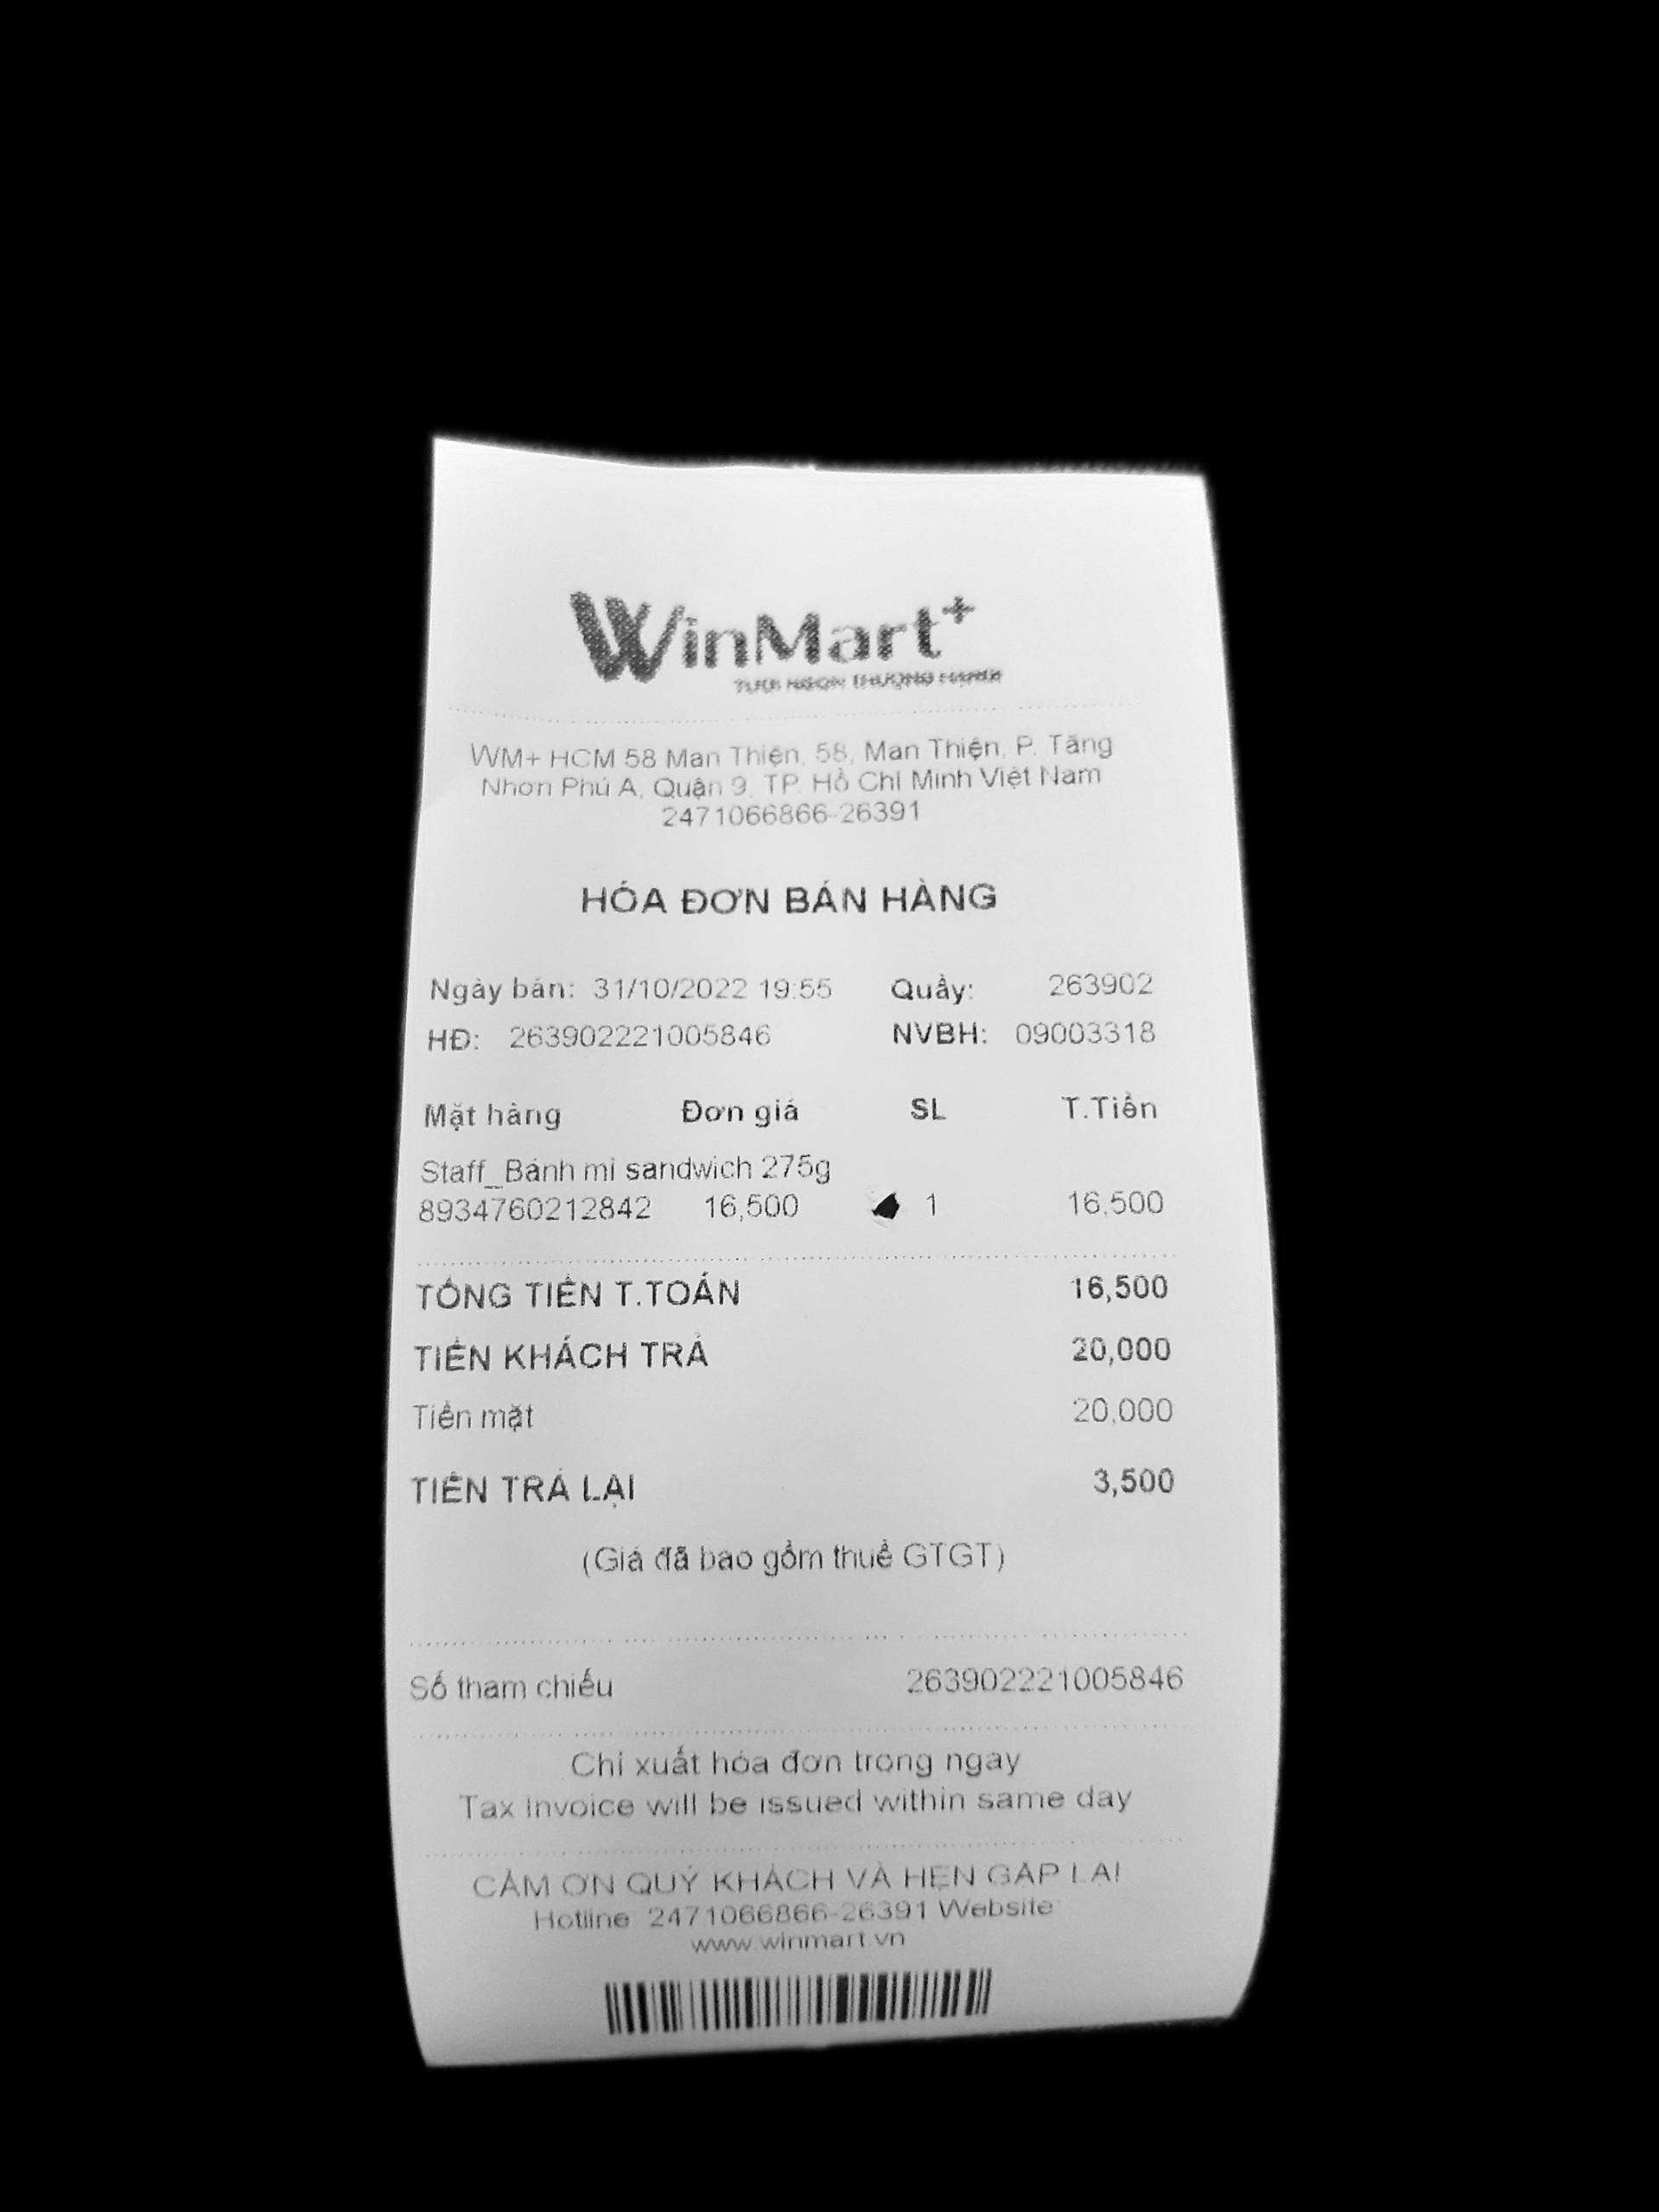 WinMart+
WM+ HCM 58 Man Thiện, 58, Man Thiện, P. Tăng
Nhơn Phú A, Quận 9, TP. Hồ Chí Minh Việt Nam
2471066866-26391
HÓA ĐƠN BÁN HÀNG
Ngày bán: 31/10/2022 19:55 Quầy: 263902
HĐ: 263902221005846 NVBH: 09003318
Mặt hàng Đơn giá SL T.Tiền
Staff_Bánh mì sandwich 275g
8934760212842 16,500 1 16,500
TỔNG TIỀN T.TOÁN 16,500
TIỀN KHÁCH TRẢ 20,000
Tiền mặt 20,000
TIỀN TRẢ LẠI 3,500
(Giá đã bao gồm thuế GTGT)
Số tham chiếu 263902221005846
Chỉ xuất hóa đơn trong ngày
Tax Invoice will be issued within same day
CẢM ƠN QUÝ KHÁCH VÀ HẸN GẶP LẠI
Hotline: 2471066866-26391 Website:
www.winmart.vn